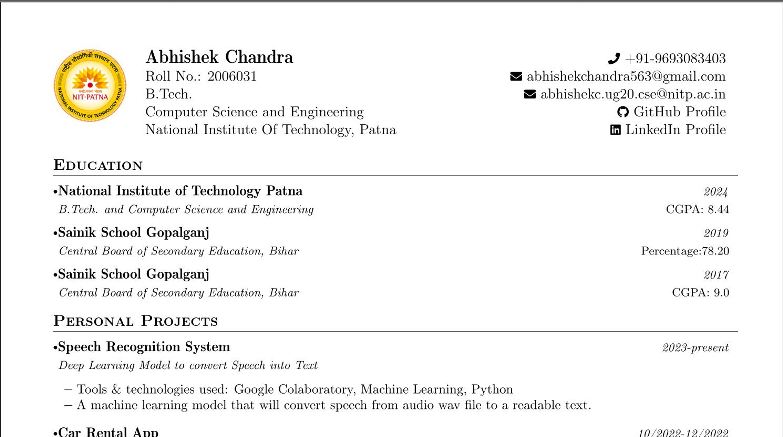 Abhishek Chandra
Roll No.: 2006031
B.Tech.
Computer Science and Engineering
National Institute Of Technology, Patna
+91-9693083403
abhishekchandra563@gmail.com
abhishekc.ug20.cse@nitp.ac.in
GitHub Profile
LinkedIn Profile
NIT-PATNA
EDUCATION
•National Institute of Technology Patna 2024
B.Tech. and Computer Science and Engineering CGPA: 8.44
•Sainik School Gopalganj 2019
Central Board of Secondary Education, Bihar Percentage:78.20
•Sainik School Gopalganj 2017
Central Board of Secondary Education, Bihar CGPA: 9.0
PERSONAL PROJECTS
•Speech Recognition System 2023-present
Deep Learning Model to convert Speech into Text
– Tools & technologies used: Google Colaboratory, Machine Learning, Python
– A machine learning model that will convert speech from audio wav file to a readable text.
•Car Rental App 10/2022-12/2022